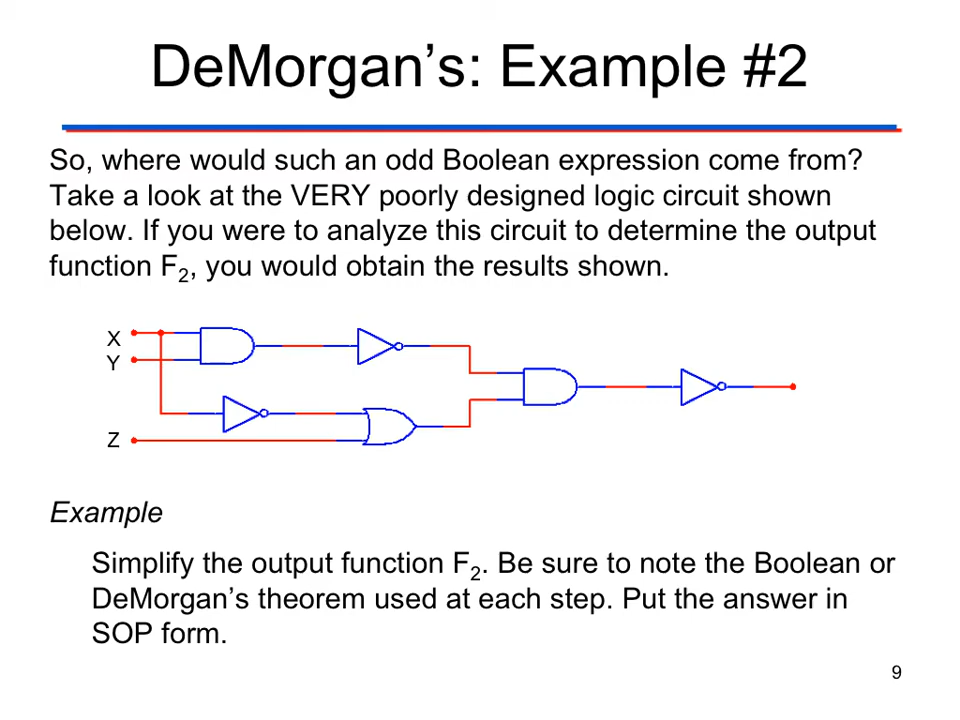 DeMorgan's: Example #2
So, where would such an odd Boolean expression come from?
Take a look at the VERY poorly designed logic circuit shown
below. If you were to analyze this circuit to determine the output
function F2, you would obtain the results shown.
X
Y
Z
Example
Simplify the output function F2. Be sure to note the Boolean or
DeMorgan's theorem used at each step. Put the answer in
SOP form.
9